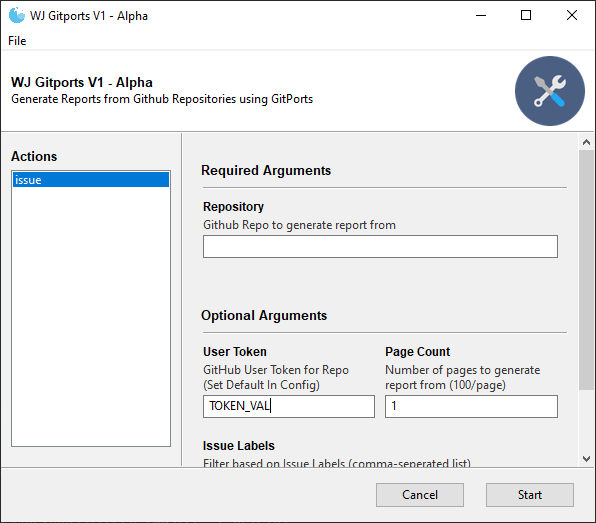 WJ Gitports V1 - Alpha
File
WJ Gitports V1 - Alpha
Generate Reports from Github Repositories using GitPorts
Actions
issue
Required Arguments
Repository
Github Repo to generate report from
Optional Arguments
User Token
GitHub User Token for Repo
(Set Default In Config)
TOKEN_VAL
Page Count
Number of pages to generate
report from (100/page)
1
Issue Labels
Filter based on Issue Labels (comma-seperated list)
Cancel
Start